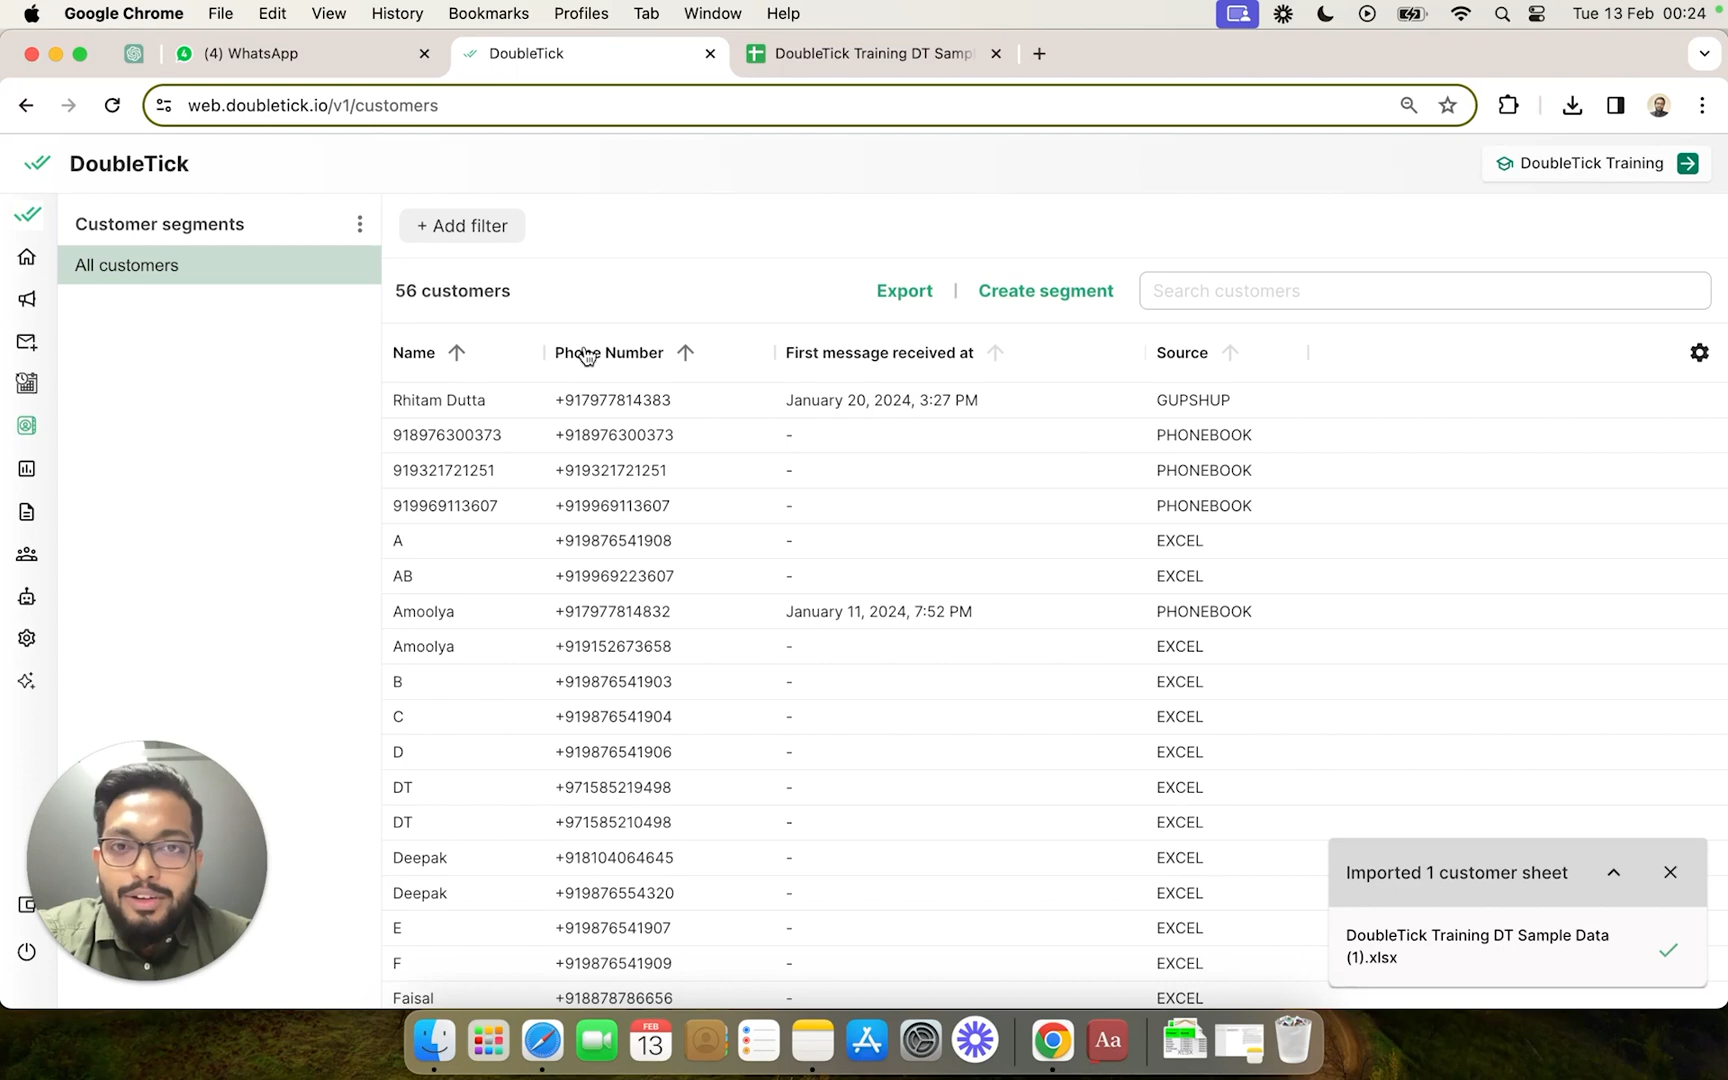 Google Chrome File Edit View History Bookmarks Profiles Tab Window Help Tue 13 Feb 00:24
(4) WhatsApp DoubleTick DoubleTick Training DT Samp
web.doubletick.io/v1/customers
DoubleTick DoubleTick Training
Customer segments + Add filter
All customers
56 customers Export | Create segment Search customers
Name Phone Number First message received at Source
Rhitam Dutta +917977814383 January 20, 2024, 3:27 PM GUPSHUP
918976300373 +918976300373 - PHONEBOOK
919321721251 +919321721251 - PHONEBOOK
919969113607 +919969113607 - PHONEBOOK
A +919876541908 - EXCEL
AB +919969223607 - EXCEL
Amoolya +917977814832 January 11, 2024, 7:52 PM PHONEBOOK
Amoolya +919152673658 - EXCEL
B +919876541903 - EXCEL
C +919876541904 - EXCEL
D +919876541906 - EXCEL
DT +971585219498 - EXCEL
DT +971585210498 - EXCEL
Deepak +918104064645 - EXCEL
Deepak +919876554320 - EXCEL
E +919876541907 - EXCEL
F +919876541909 - EXCEL
Faisal +918878786656 - EXCEL
Imported 1 customer sheet
DoubleTick Training DT Sample Data
(1).xlsx
FEB
13
Aa